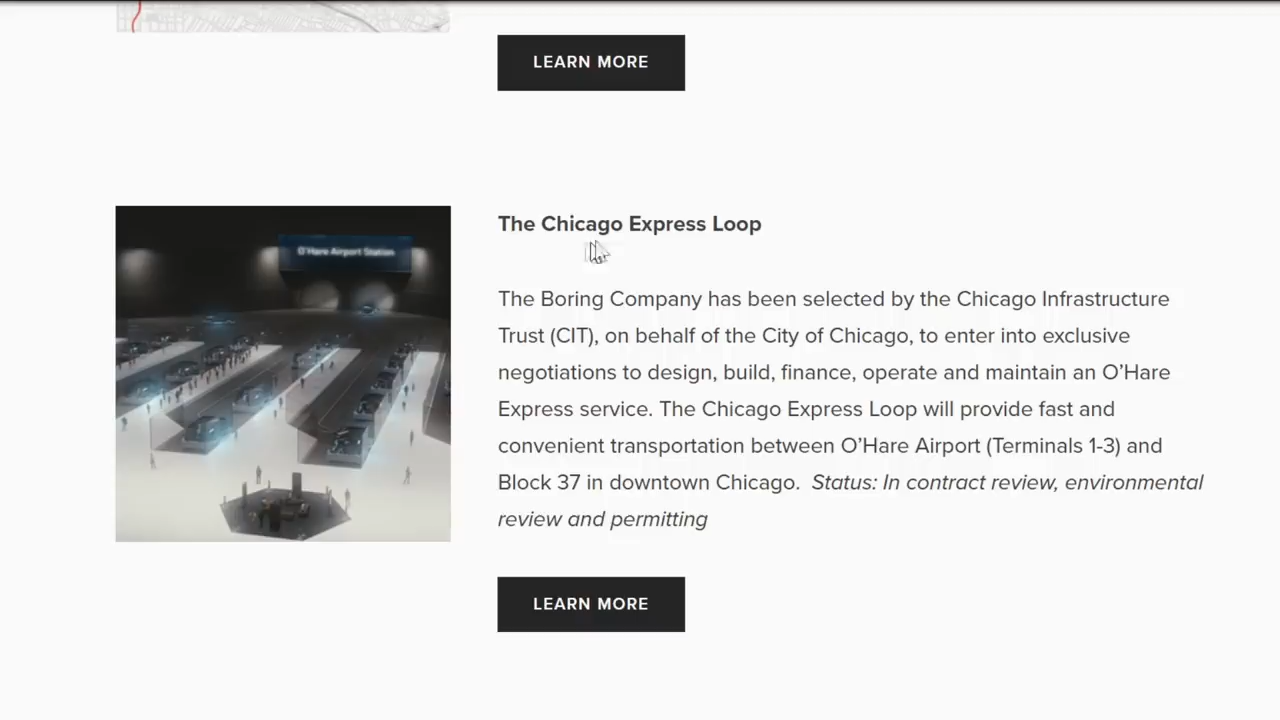 LEARN MORE
The Chicago Express Loop
O'Hare Airport Station
The Boring Company has been selected by the Chicago Infrastructure
Trust (CIT), on behalf of the City of Chicago, to enter into exclusive
negotiations to design, build, finance, operate and maintain an O’Hare
Express service. The Chicago Express Loop will provide fast and
convenient transportation between O’Hare Airport (Terminals 1-3) and
Block 37 in downtown Chicago.  Status: In contract review, environmental
review and permitting
LEARN MORE